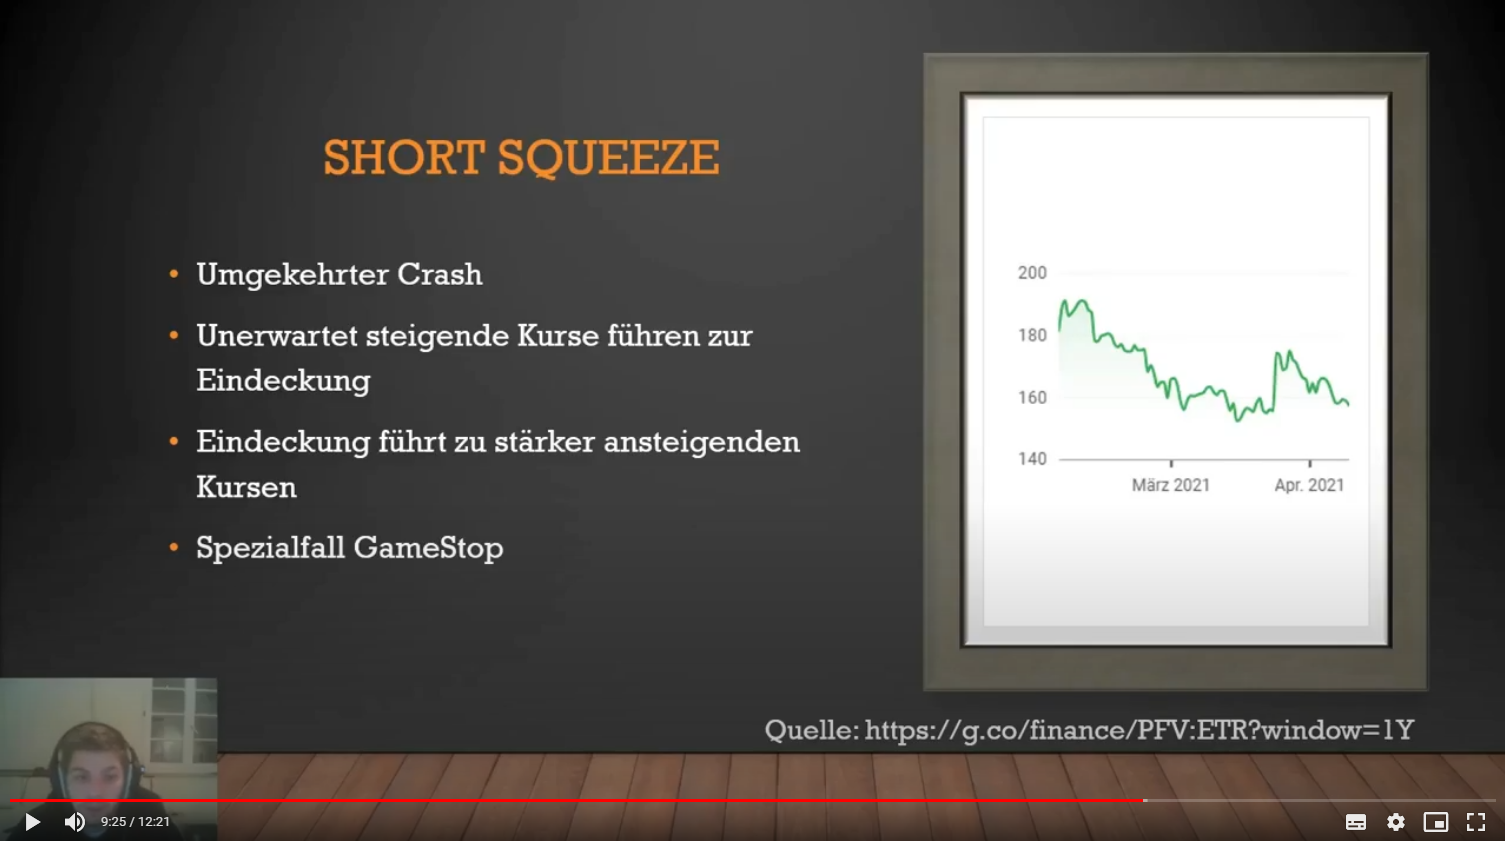 SHORT SQUEEZE
• Umgekehrter Crash
• Unerwartet steigende Kurse führen zur
Eindeckung
• Eindeckung führt zu stärker ansteigenden
Kursen
• Spezialfall GameStop
200
180
160
140
März 2021
Apr. 2021
Quelle: https://g.co/finance/PFV:ETR?window=1Y
9:25 / 12:21